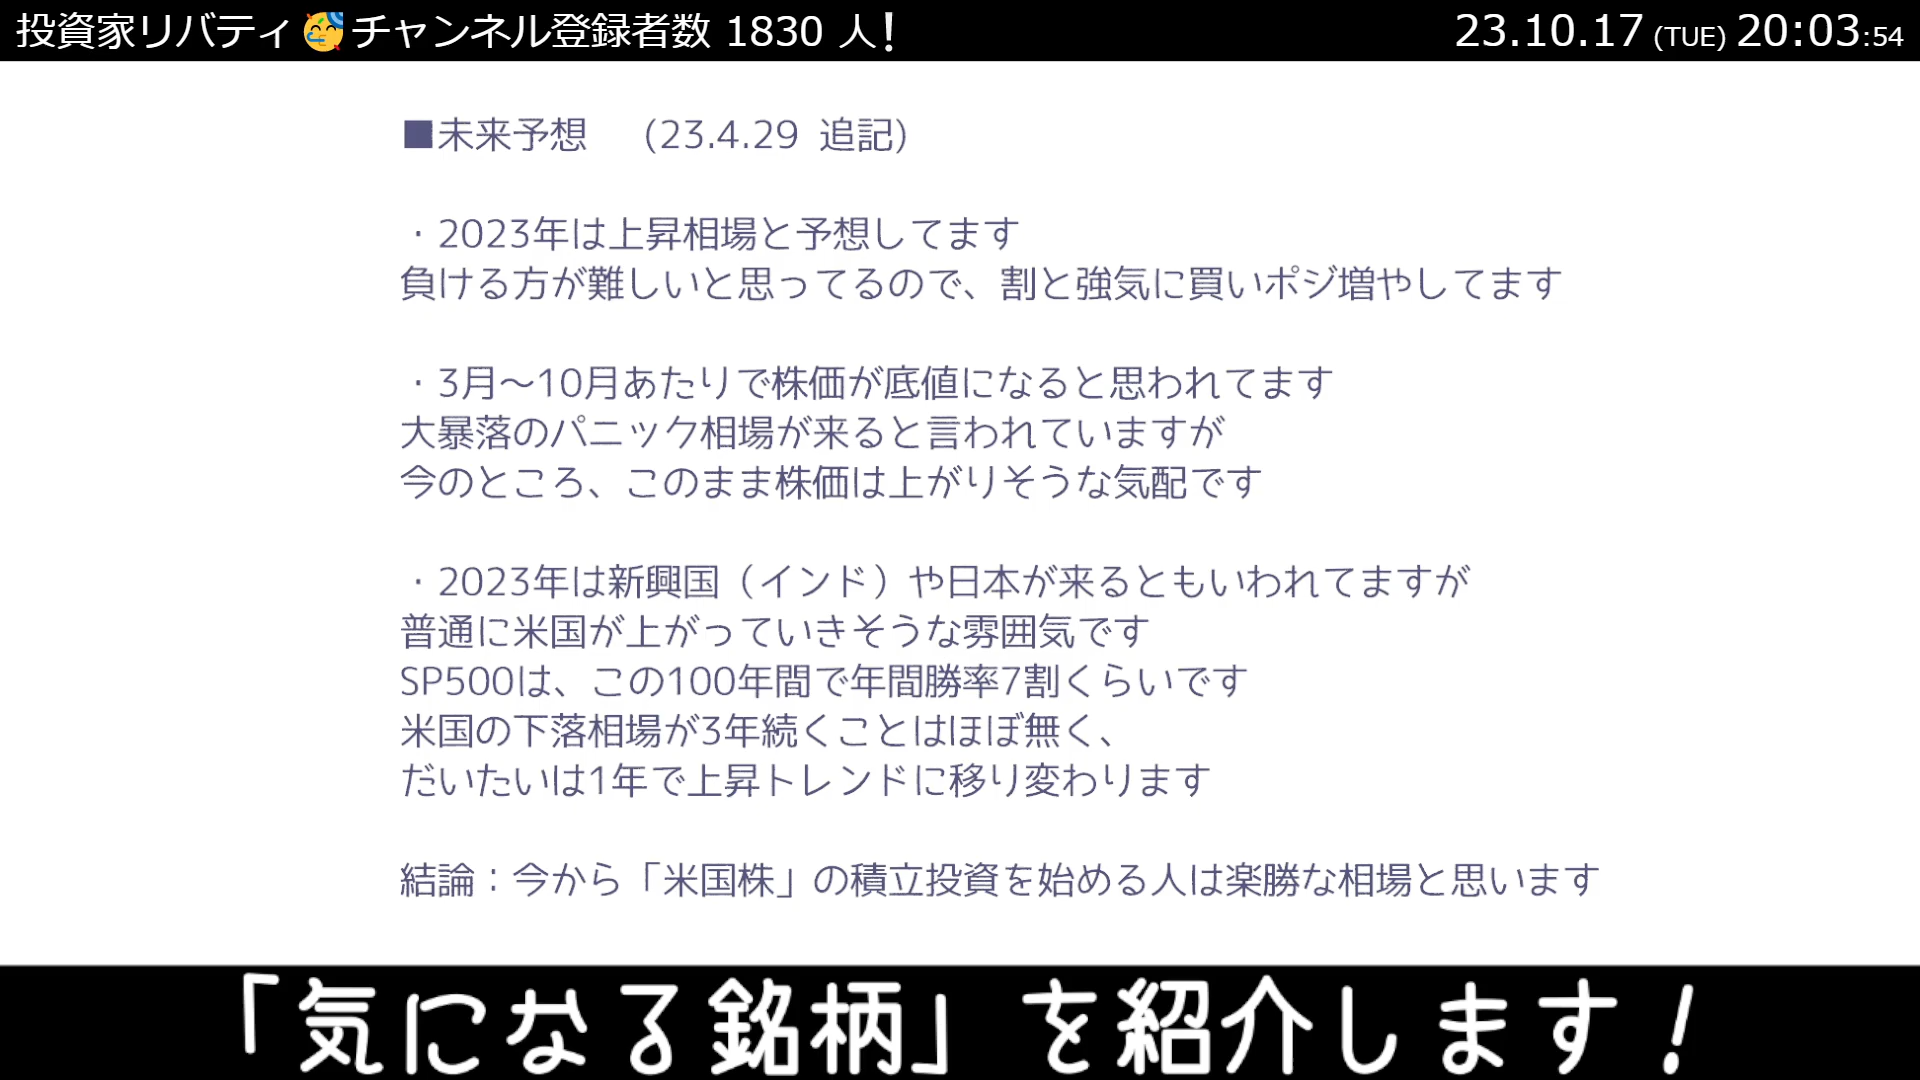 投資家リバティ🥳チャンネル登録者数 1830 人！
23.10.17 (TUE) 20:03:54
■未来予想　（23.4.29 追記）
・2023年は上昇相場と予想してます
負ける方が難しいと思ってるので、割と強気に買いポジ増やしてます
・3月～10月あたりで株価が底値になると思われてます
大暴落のパニック相場が来ると言われていますが
今のところ、このまま株価は上がりそうな気配です
・2023年は新興国（インド）や日本が来るともいわれてますが
普通に米国が上がっていきそうな雰囲気です
SP500は、この100年間で年間勝率7割くらいです
米国の下落相場が3年続くことはほぼ無く、
だいたいは1年で上昇トレンドに移り変わります
結論：今から「米国株」の積立投資を始める人は楽勝な相場と思います
「気になる銘柄」を紹介します！